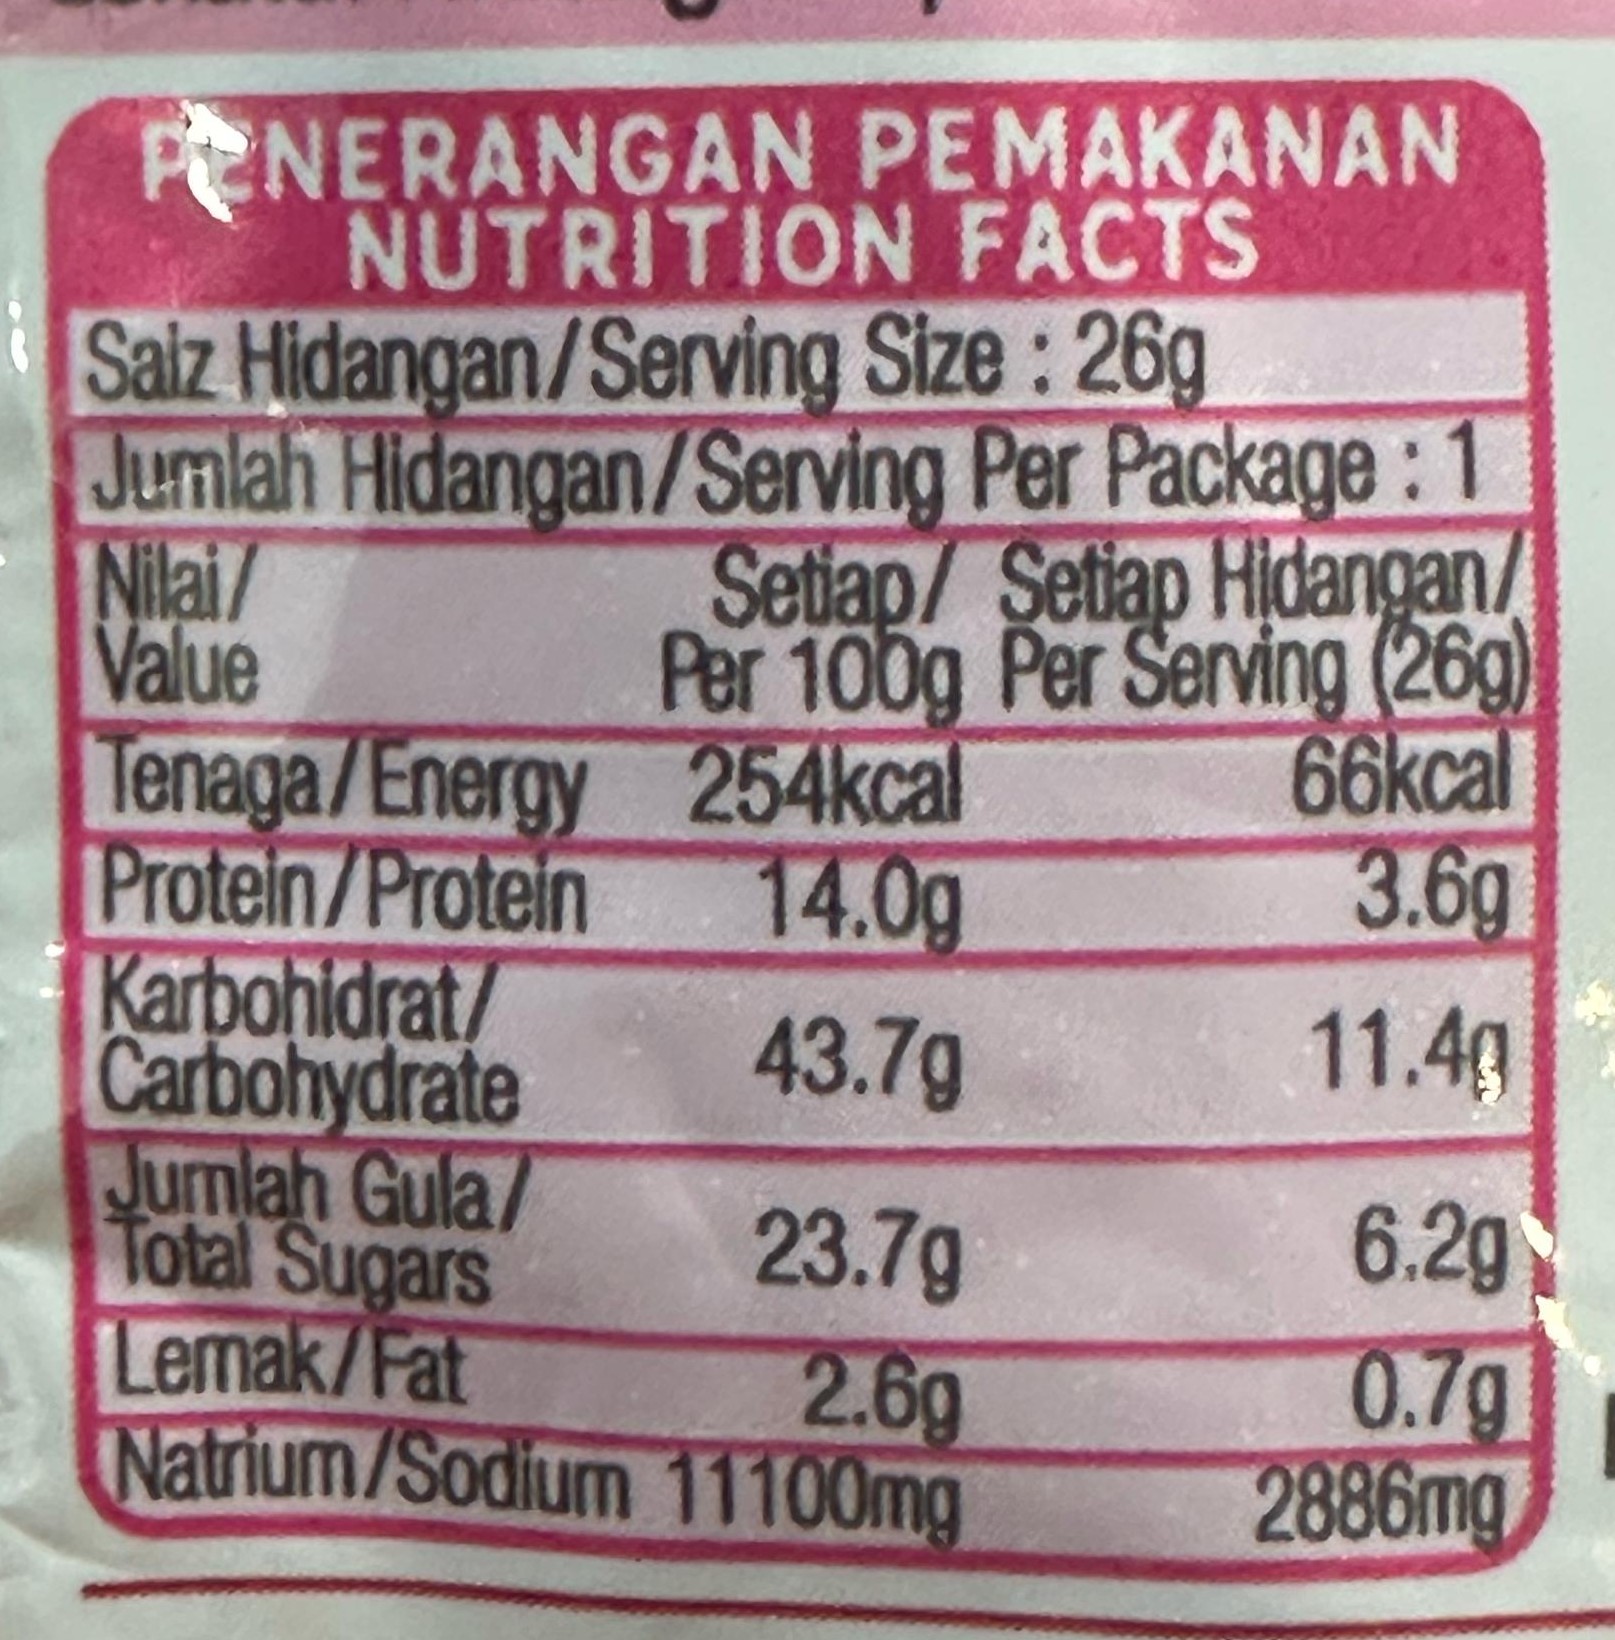 PENERANGAN PEMAKANAN
NUTRITION FACTS
Saiz Hidangan/Serving Size : 26g
Jumlah Hidangan/Serving Per Package : 1
Nilai/ Setiap/ Setiap Hidangan/
Value Per 100g Per Serving (26g)
Tenaga/Energy 254kcal 66kcal
Protein/Protein 14.0g 3.6g
Karbohidrat/
Carbohydrate 43.7g 11.4g
Jumlah Gula/
Total Sugars 23.7g 6.2g
Lemak/Fat 2.6g 0.7g
Natrium/Sodium 11100mg 2886mg